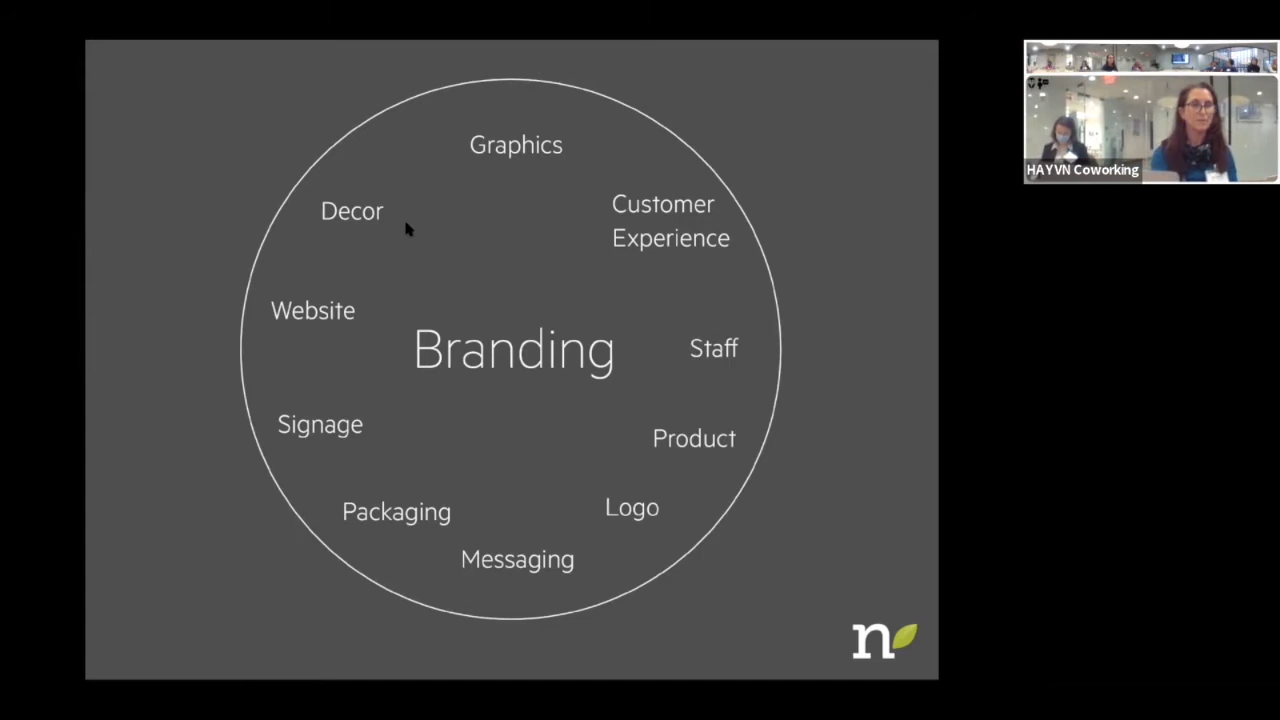 Graphics
Decor
Customer
Experience
Website
Branding
Staff
Signage
Product
Packaging
Logo
Messaging
n
HAYVN Coworking